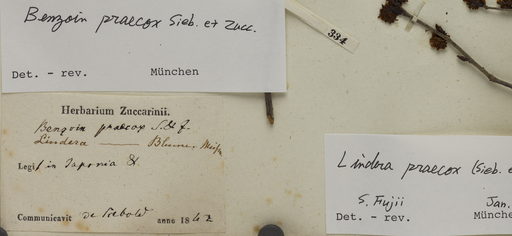 Benzoin praecox Sieb. et Zucc.
Det. - rev. München
334
Herbarium Zuccarinii.
Benzoin praecox S. & Z.
Lindera —— Blume,
Legit in Japonia
Communicavit de Siebold anno 1842
Lindera praecox (Sieb. e
S. Fujii Jan.
Det. - rev. Münche